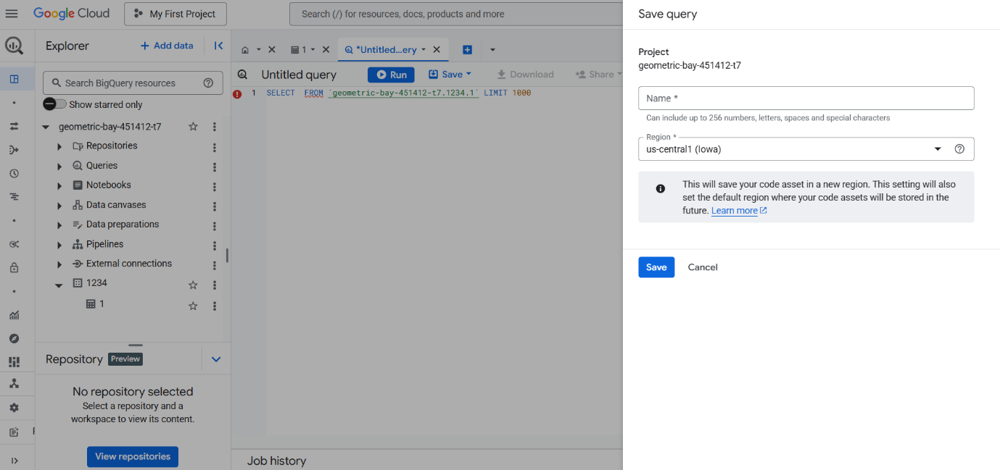 Google Cloud
My First Project
Search (/) for resources, docs, products and more
Explorer
+ Add data
1
*Untitled...ery
Search BigQuery resources
Show starred only
geometric-bay-451412-t7
Repositories
Queries
Notebooks
Data canvases
Data preparations
Pipelines
External connections
1234
1
Repository Preview
No repository selected
Select a repository and a
workspace to view its content.
View repositories
Untitled query
Run
Save
Download
Share
1 SELECT FROM `geometric-bay-451412-t7.1234.1` LIMIT 1000
Job history
Save query
Project
geometric-bay-451412-t7
Name *
Can include up to 256 numbers, letters, spaces and special characters
Region *
us-central1 (Iowa)
This will save your code asset in a new region. This setting will also
set the default region where your code assets will be stored in the
future. Learn more
Save
Cancel